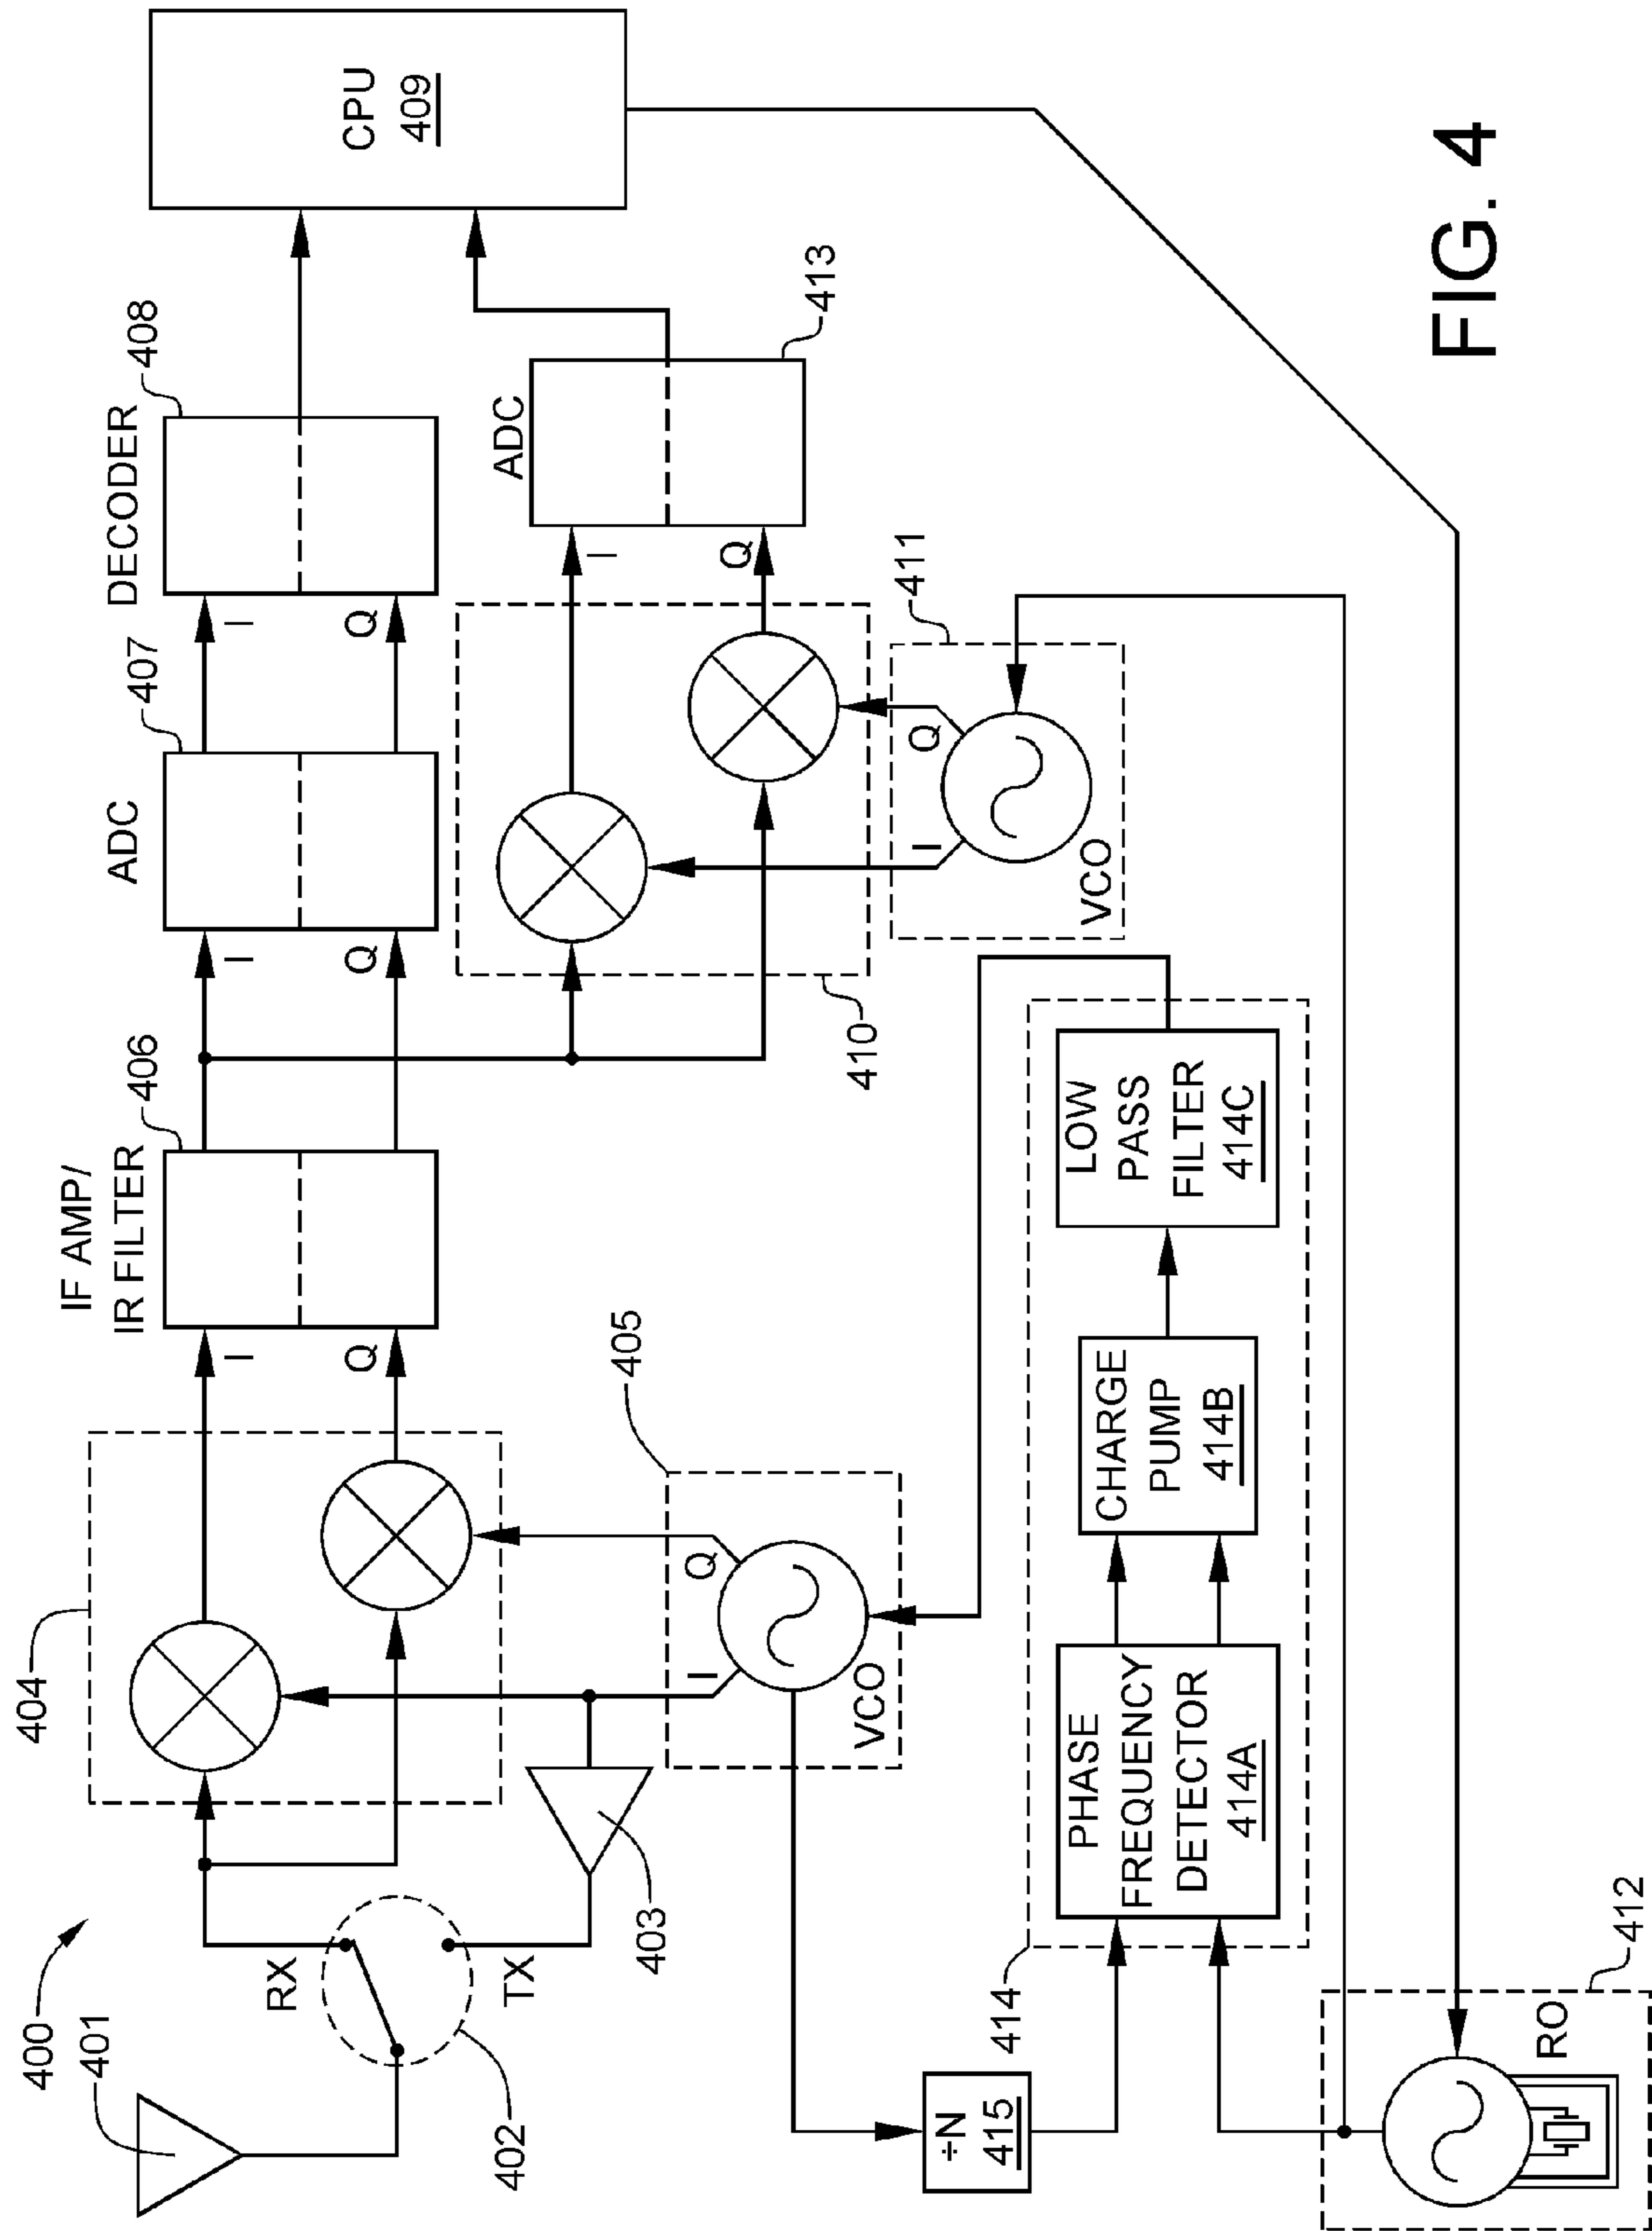 400
401
402
RX
TX
403
404
I
Q
VCO
405
IF AMP/
IR FILTER
406
I
Q
ADC
407
I
Q
DECODER
408
I
Q
CPU
409
410
I
Q
ADC
413
I
Q
VCO
411
÷N
415
414
PHASE
FREQUENCY
DETECTOR
414A
CHARGE
PUMP
414B
LOW
PASS
FILTER
414C
RO
412
FIG. 4